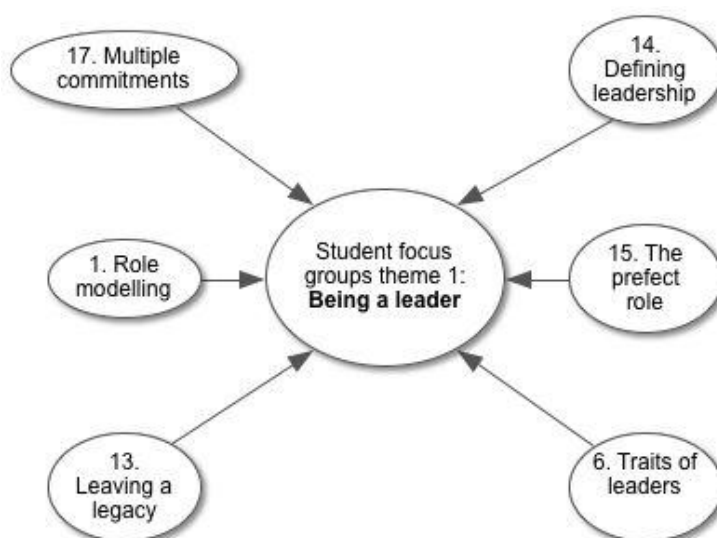 17. Multiple
commitments
14.
Defining
leadership
1. Role
modelling
Student focus
groups theme 1:
Being a leader
15. The
prefect
role
13.
Leaving a
legacy
6. Traits of
leaders